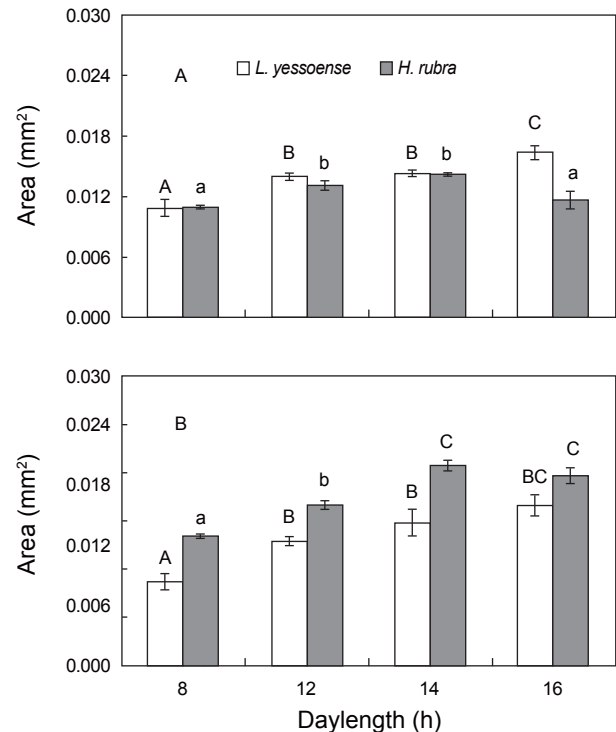 0.030
A
L. yessoense H. rubra
0.024
C
B b B b
0.018
A a a
0.012
0.006
0.000
Area (mm²)
0.030
B
0.024
C C
0.018
b B BC
a B
0.012
A
0.006
0.000
Area (mm²)
8 12 14 16
Daylength (h)